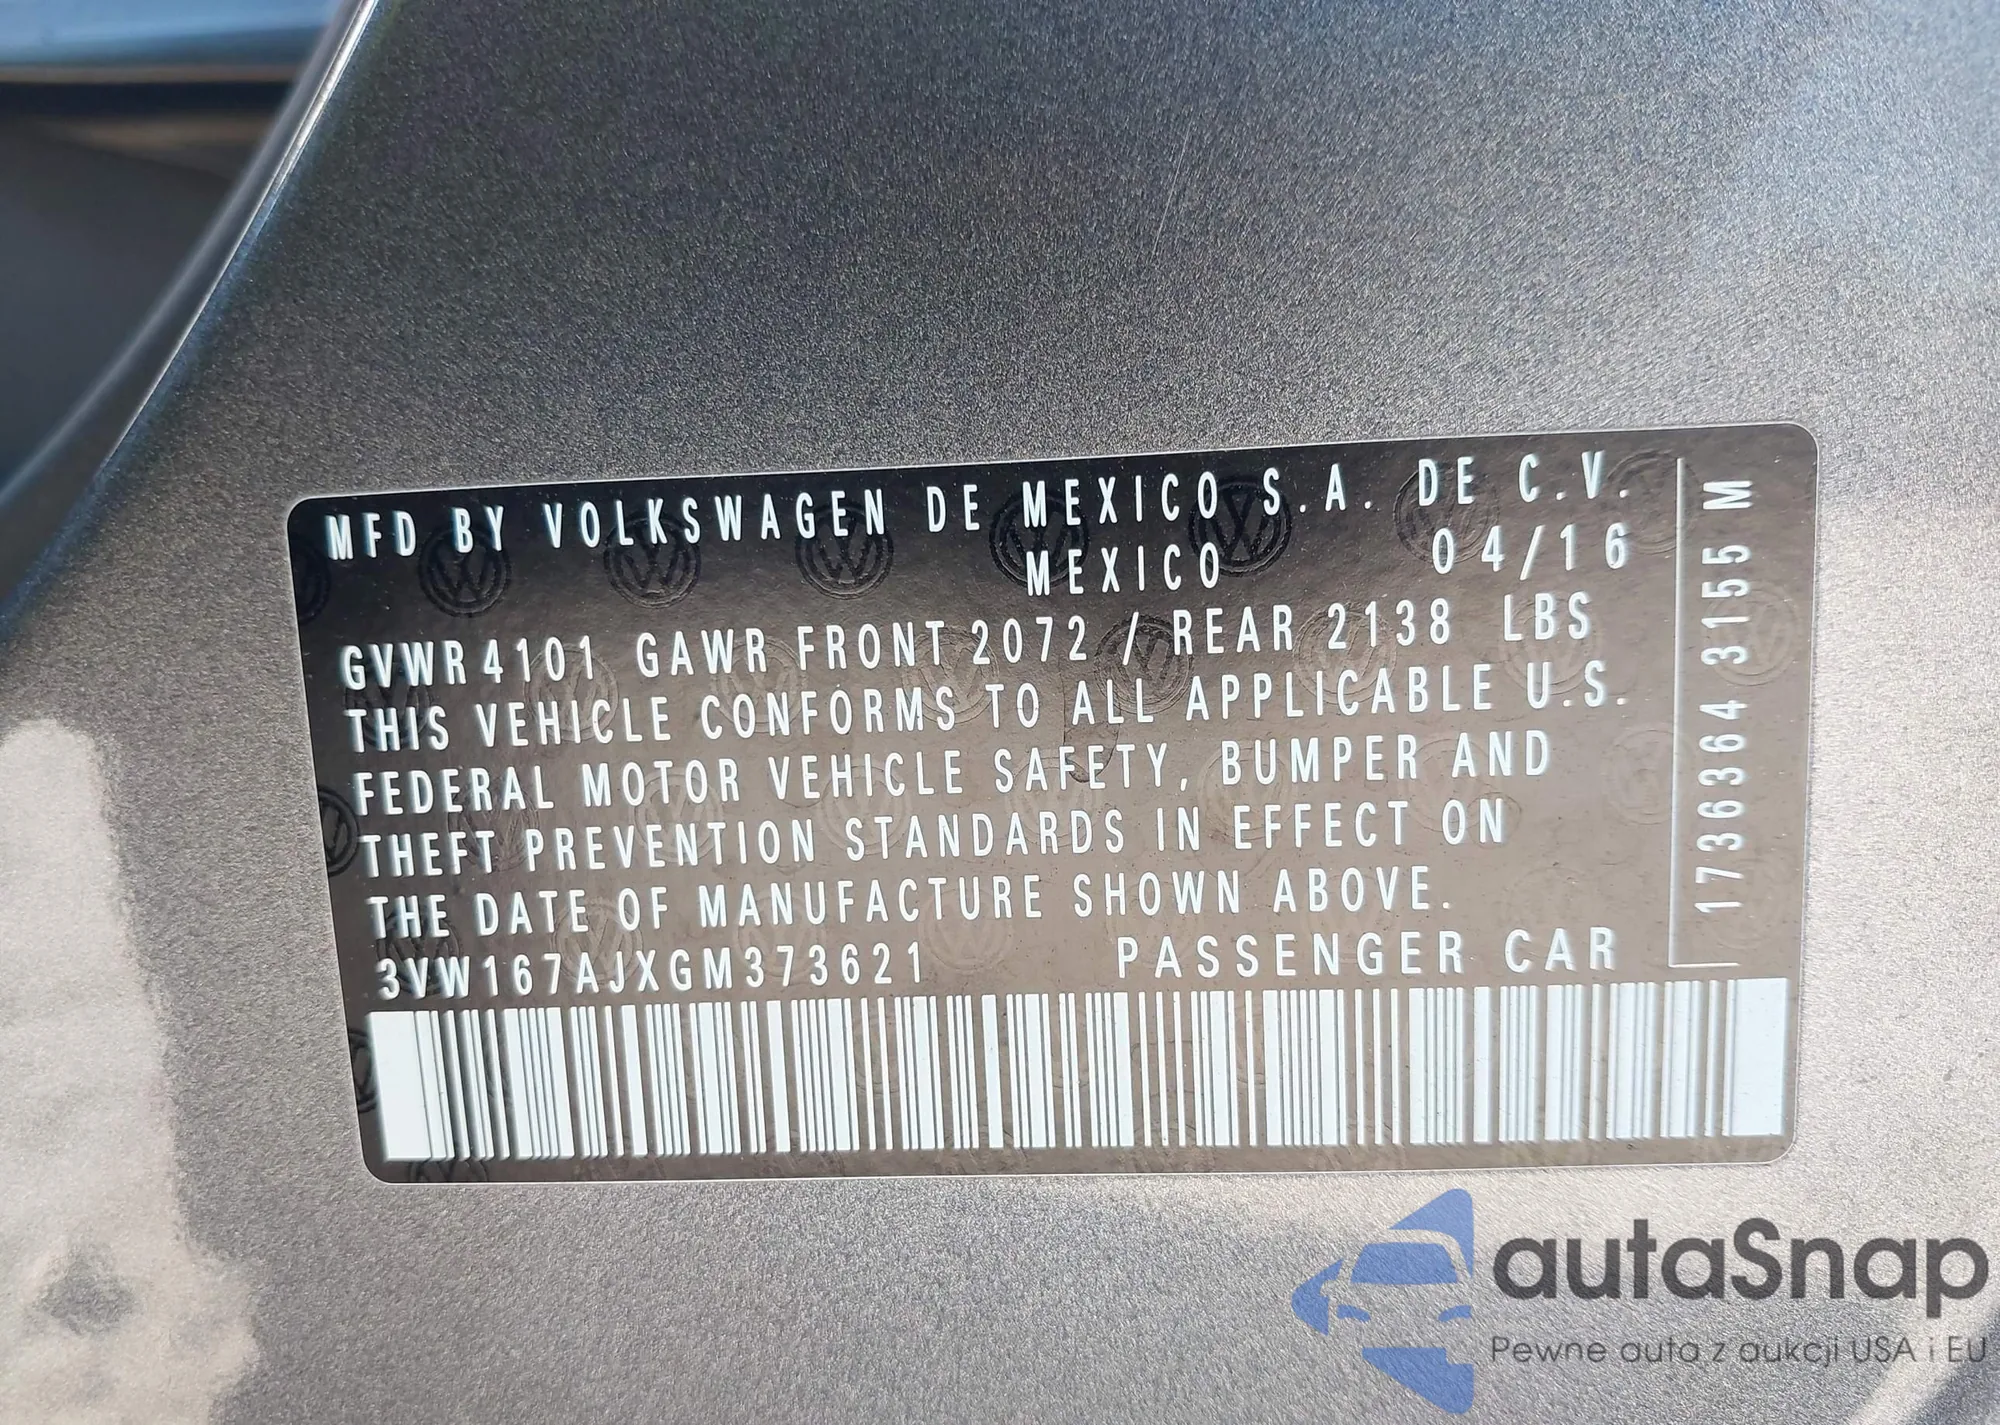 MFD BY VOLKSWAGEN DE MEXICO S.A. DE C.V.
MEXICO 04/16
GVWR 4101 GAWR FRONT 2072 / REAR 2138 LBS
THIS VEHICLE CONFORMS TO ALL APPLICABLE U.S.
FEDERAL MOTOR VEHICLE SAFETY, BUMPER AND
THEFT PREVENTION STANDARDS IN EFFECT ON
THE DATE OF MANUFACTURE SHOWN ABOVE.
3VW167AJXGM373621 PASSENGER CAR
1736364 3155 M
autaSnap
Pewne auta z aukcji USA i EU